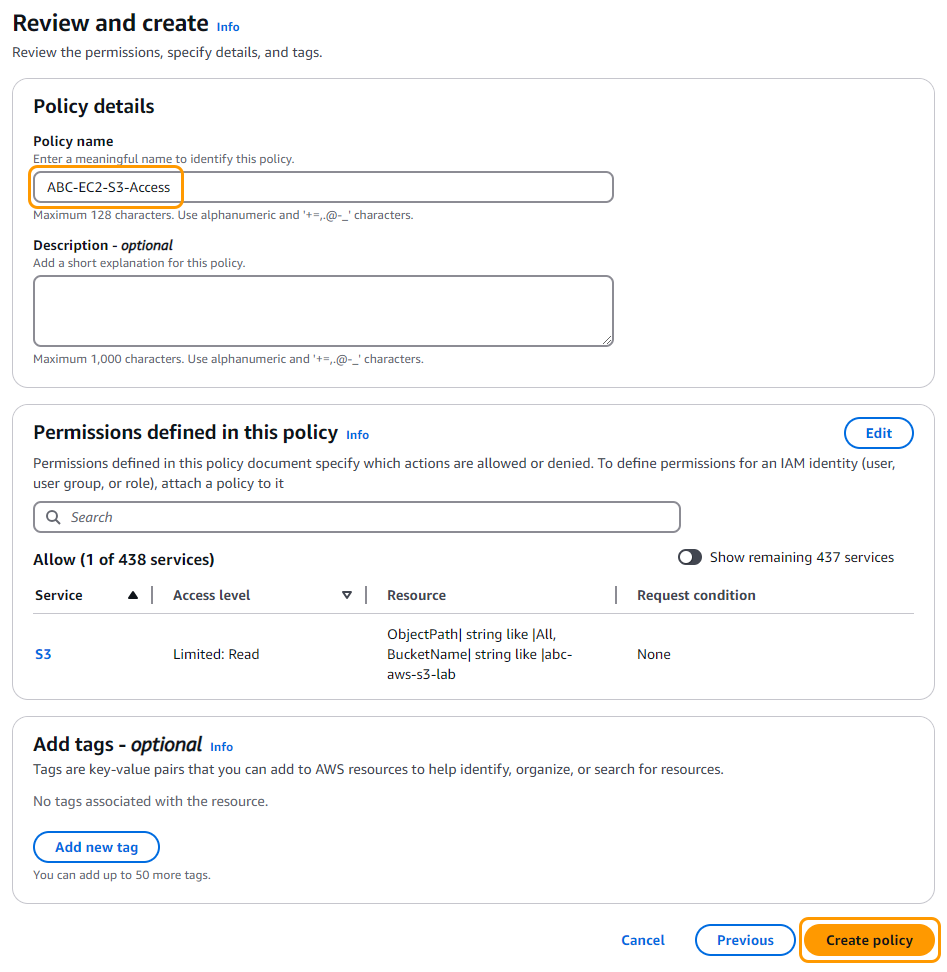 Review and create Info
Review the permissions, specify details, and tags.
Policy details
Policy name
Enter a meaningful name to identify this policy.
ABC-EC2-S3-Access
Maximum 128 characters. Use alphanumeric and '+=,.@-_' characters.
Description - optional
Add a short explanation for this policy.
Maximum 1,000 characters. Use alphanumeric and '+=,.@-_' characters.
Permissions defined in this policy Info
Edit
Permissions defined in this policy document specify which actions are allowed or denied. To define permissions for an IAM identity (user,
user group, or role), attach a policy to it
Search
Allow (1 of 438 services)
Show remaining 437 services
Service Access level Resource Request condition
S3 Limited: Read ObjectPath| string like |All, None
BucketName| string like |abc-
aws-s3-lab
Add tags - optional Info
Tags are key-value pairs that you can add to AWS resources to help identify, organize, or search for resources.
No tags associated with the resource.
Add new tag
You can add up to 50 more tags.
Cancel Previous Create policy